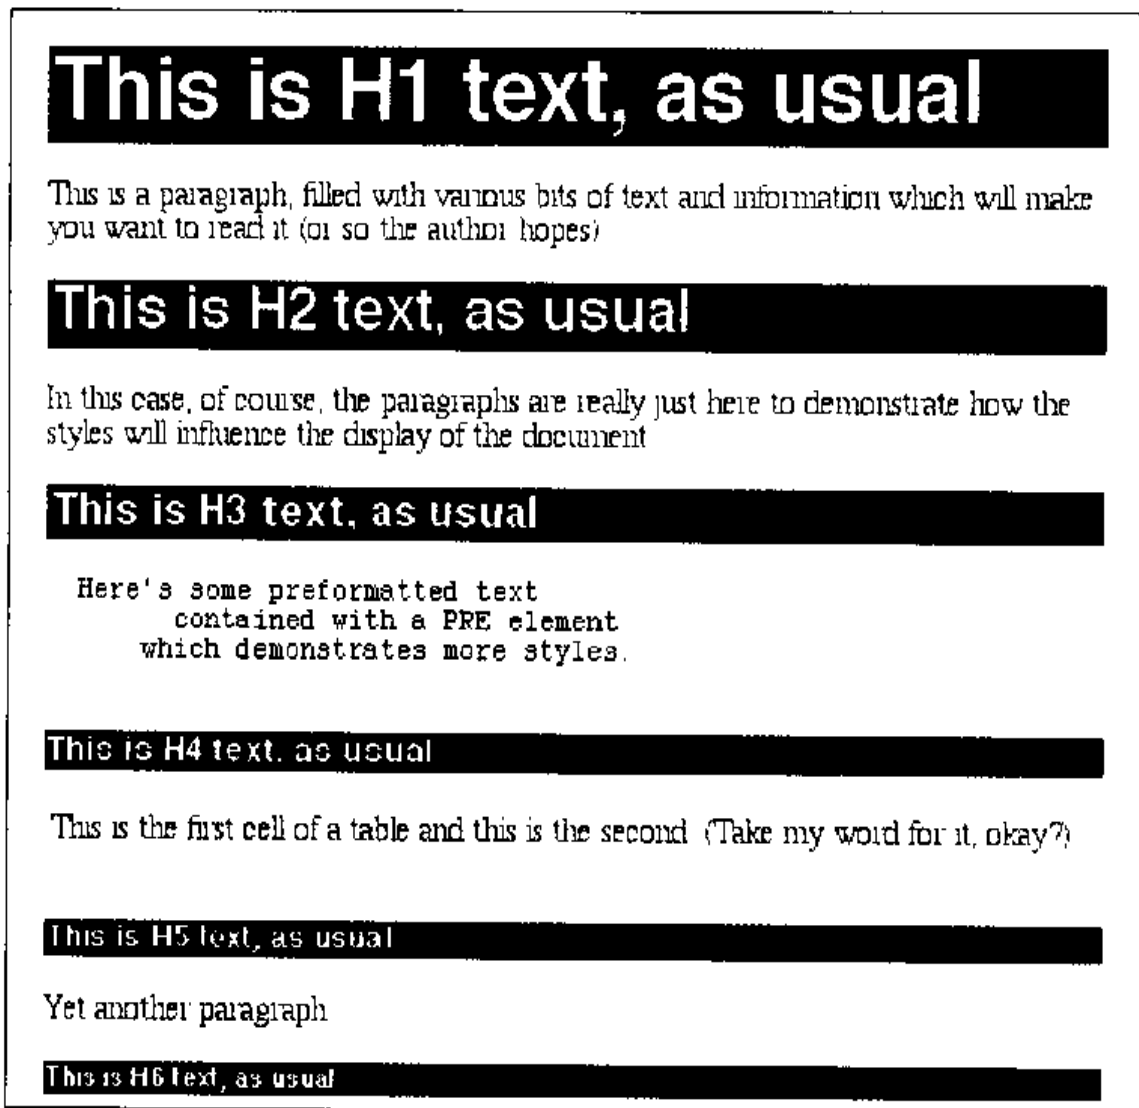 This is H1 text, as usual
This is a paragraph, filled with various bits of text and information which will make
you want to read it (or so the author hopes)
This is H2 text, as usual
In this case, of course, the paragraphs are really just here to demonstrate how the
styles will influence the display of the document
This is H3 text, as usual
Here's some preformatted text
contained with a PRE element
which demonstrates more styles.
This is H4 text, as usual
This is the first cell of a table and this is the second (Take my word for it, okay?)
This is H5 text, as usual
Yet another paragraph
This is H6 text, as usual